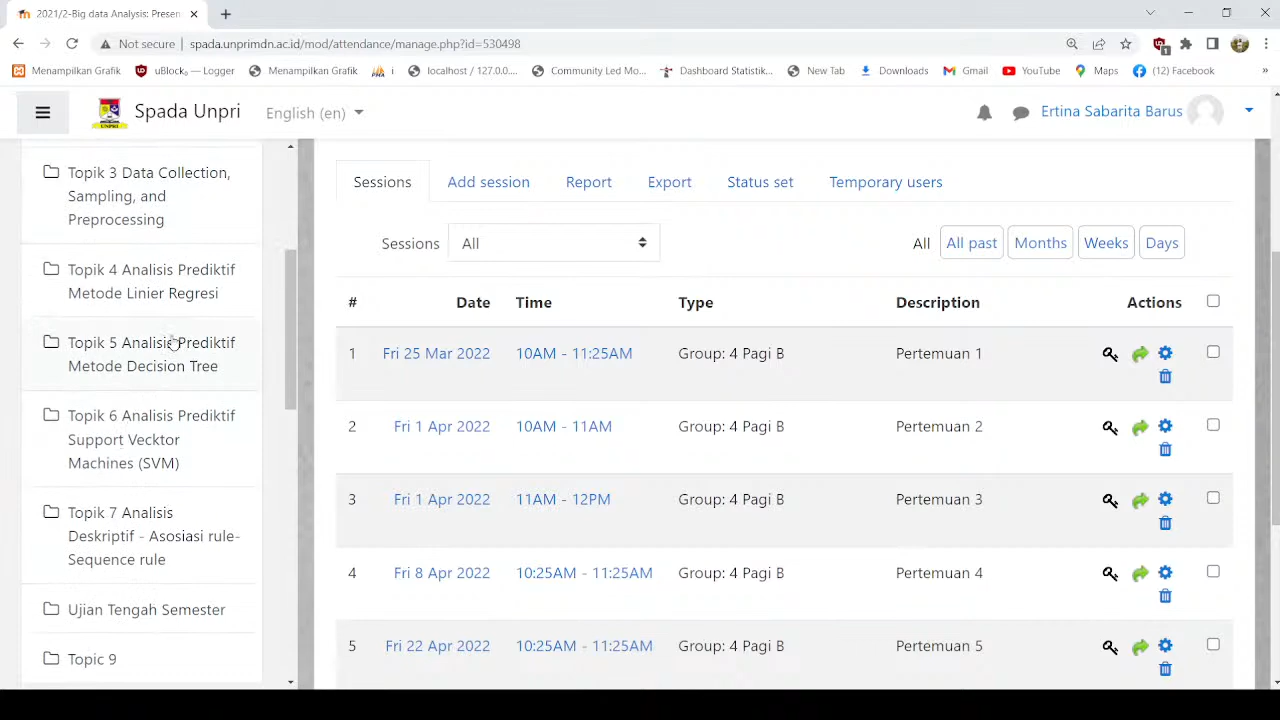 2021/2-Big data Analysis: Presen
Not secure
spada.unprimdn.ac.id/mod/attendance/manage.php?id=530498
1
Menampilkan Grafik
uBlock₀ — Logger
Menampilkan Grafik
i
localhost / 127.0.0....
Community Led Mo...
Dashboard Statistik...
New Tab
Downloads
Gmail
YouTube
Maps
(12) Facebook
»
UNPRI
Spada Unpri
English (en)
Ertina Sabarita Barus
Topik 3 Data Collection,
Sampling, and
Preprocessing
Topik 4 Analisis Prediktif
Metode Linier Regresi
Topik 5 Analisis Prediktif
Metode Decision Tree
Topik 6 Analisis Prediktif
Support Vecktor
Machines (SVM)
Topik 7 Analisis
Deskriptif - Asosiasi rule-
Sequence rule
Ujian Tengah Semester
Topic 9
Sessions Add session Report Export Status set Temporary users
Sessions All All All past Months Weeks Days
# Date Time Type Description Actions
1 Fri 25 Mar 2022 10AM - 11:25AM Group: 4 Pagi B Pertemuan 1
2 Fri 1 Apr 2022 10AM - 11AM Group: 4 Pagi B Pertemuan 2
3 Fri 1 Apr 2022 11AM - 12PM Group: 4 Pagi B Pertemuan 3
4 Fri 8 Apr 2022 10:25AM - 11:25AM Group: 4 Pagi B Pertemuan 4
5 Fri 22 Apr 2022 10:25AM - 11:25AM Group: 4 Pagi B Pertemuan 5